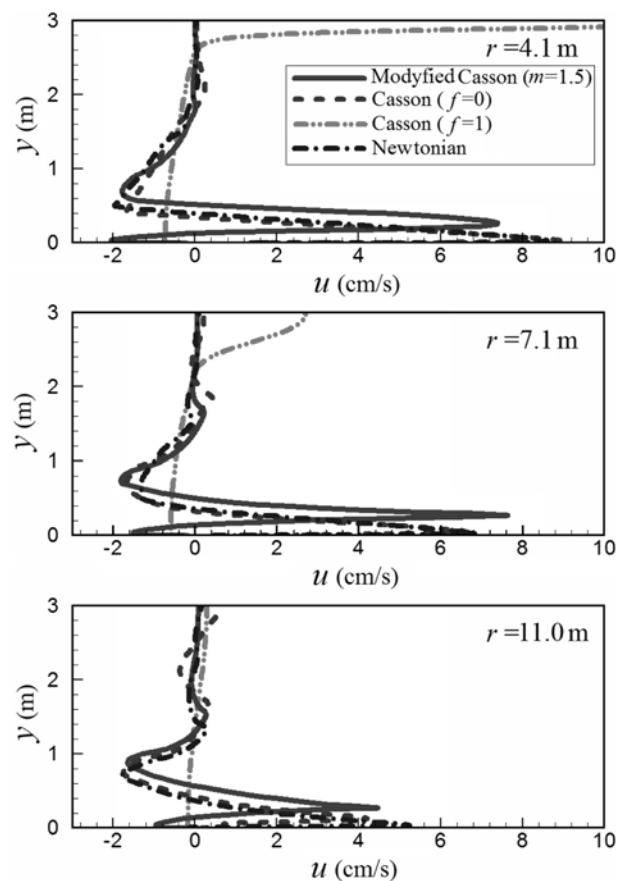 3
2
1
0
y (m)
r =4.1 m
Modyfied Casson (m=1.5)
Casson ( f=0)
Casson ( f=1)
Newtonian
-2 0 2 4 6 8 10
u (cm/s)
3
2
1
0
y (m)
r =7.1 m
-2 0 2 4 6 8 10
u (cm/s)
3
2
1
0
y (m)
r =11.0 m
-2 0 2 4 6 8 10
u (cm/s)